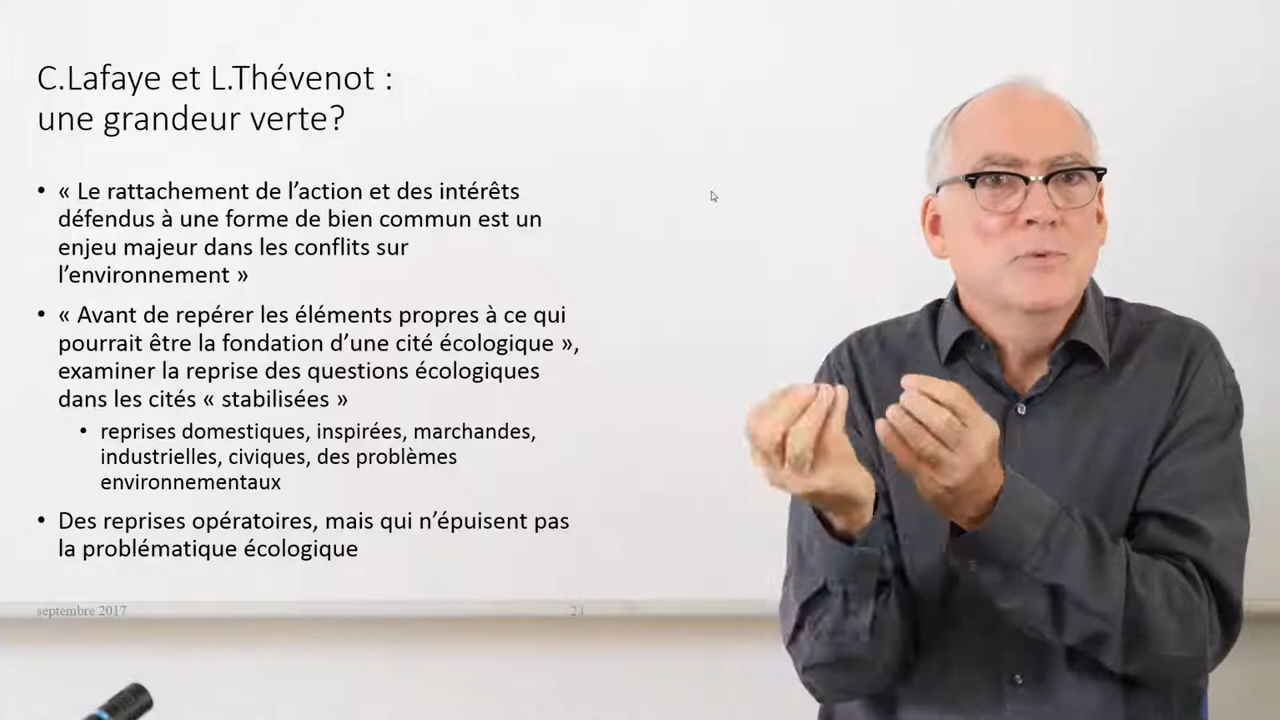 C.Lafaye et L.Thévenot :
une grandeur verte?
• « Le rattachement de l’action et des intérêts
défendus à une forme de bien commun est un
enjeu majeur dans les conflits sur
l’environnement »
• « Avant de repérer les éléments propres à ce qui
pourrait être la fondation d’une cité écologique »,
examiner la reprise des questions écologiques
dans les cités « stabilisées »
• reprises domestiques, inspirées, marchandes,
industrielles, civiques, des problèmes
environnementaux
• Des reprises opératoires, mais qui n’épuisent pas
la problématique écologique
septembre 2017
21